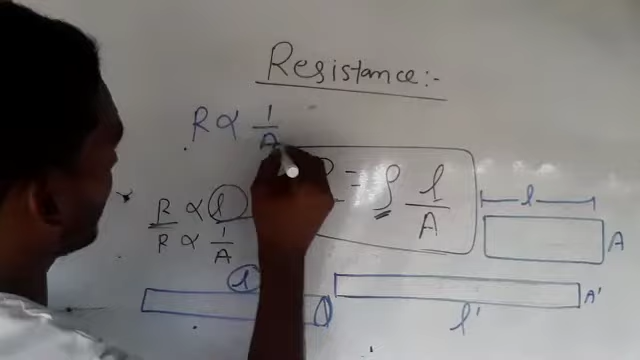 Resistance:-
R ∝ 1/A
= ρ l/A
R ∝ l
R ∝ 1/A
l
A
l
A'
l'